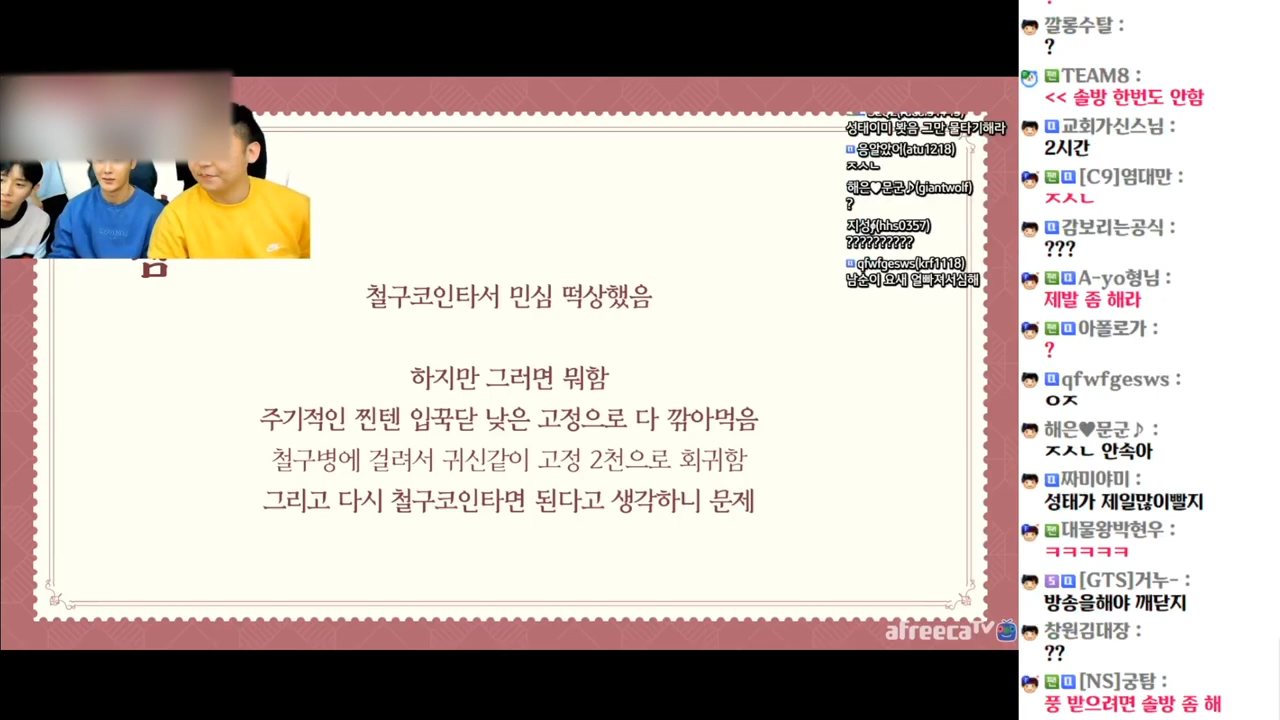 음
철구코인타서 민심 떡상했음
하지만 그러면 뭐함
주기적인 찐텐 입꾹닫 낮은 고정으로 다 깎아먹음
철구병에 걸려서 귀신같이 고정 2천으로 회귀함
그리고 다시 철구코인타면 된다고 생각하니 문제
성태이미 봣음 그만 물타기해라
응알았어(atu1218)
ㅈㅅㄴ
해은♥문군♪(giantwolf)
?
지성(hhs0357)
??????????
qfwfgesws(krf1118)
남순이 요새 얼빠져서심해
afreecaTV
깔롱수탈 :
?
팬 TEAM8 :
<< 솔방 한번도 안함
교회가신스님 :
2시간
팬 [C9]염대만 :
ㅈㅅㄴ
감보리는공식 :
???
팬 A-yo형님 :
제발 좀 해라
팬 아폴로가 :
?
qfwfgesws :
ㅇㅈ
해은♥문군♪ :
ㅈㅅㄴ 안속아
짜미야미 :
성태가 제일많이빨지
팬 대물왕박현우 :
ㅋㅋㅋㅋㅋ
S [GTS]거누- :
방송을해야 깨닫지
창원김대장 :
??
팬 [NS]궁탐 :
풍 받으려면 솔방 좀 해